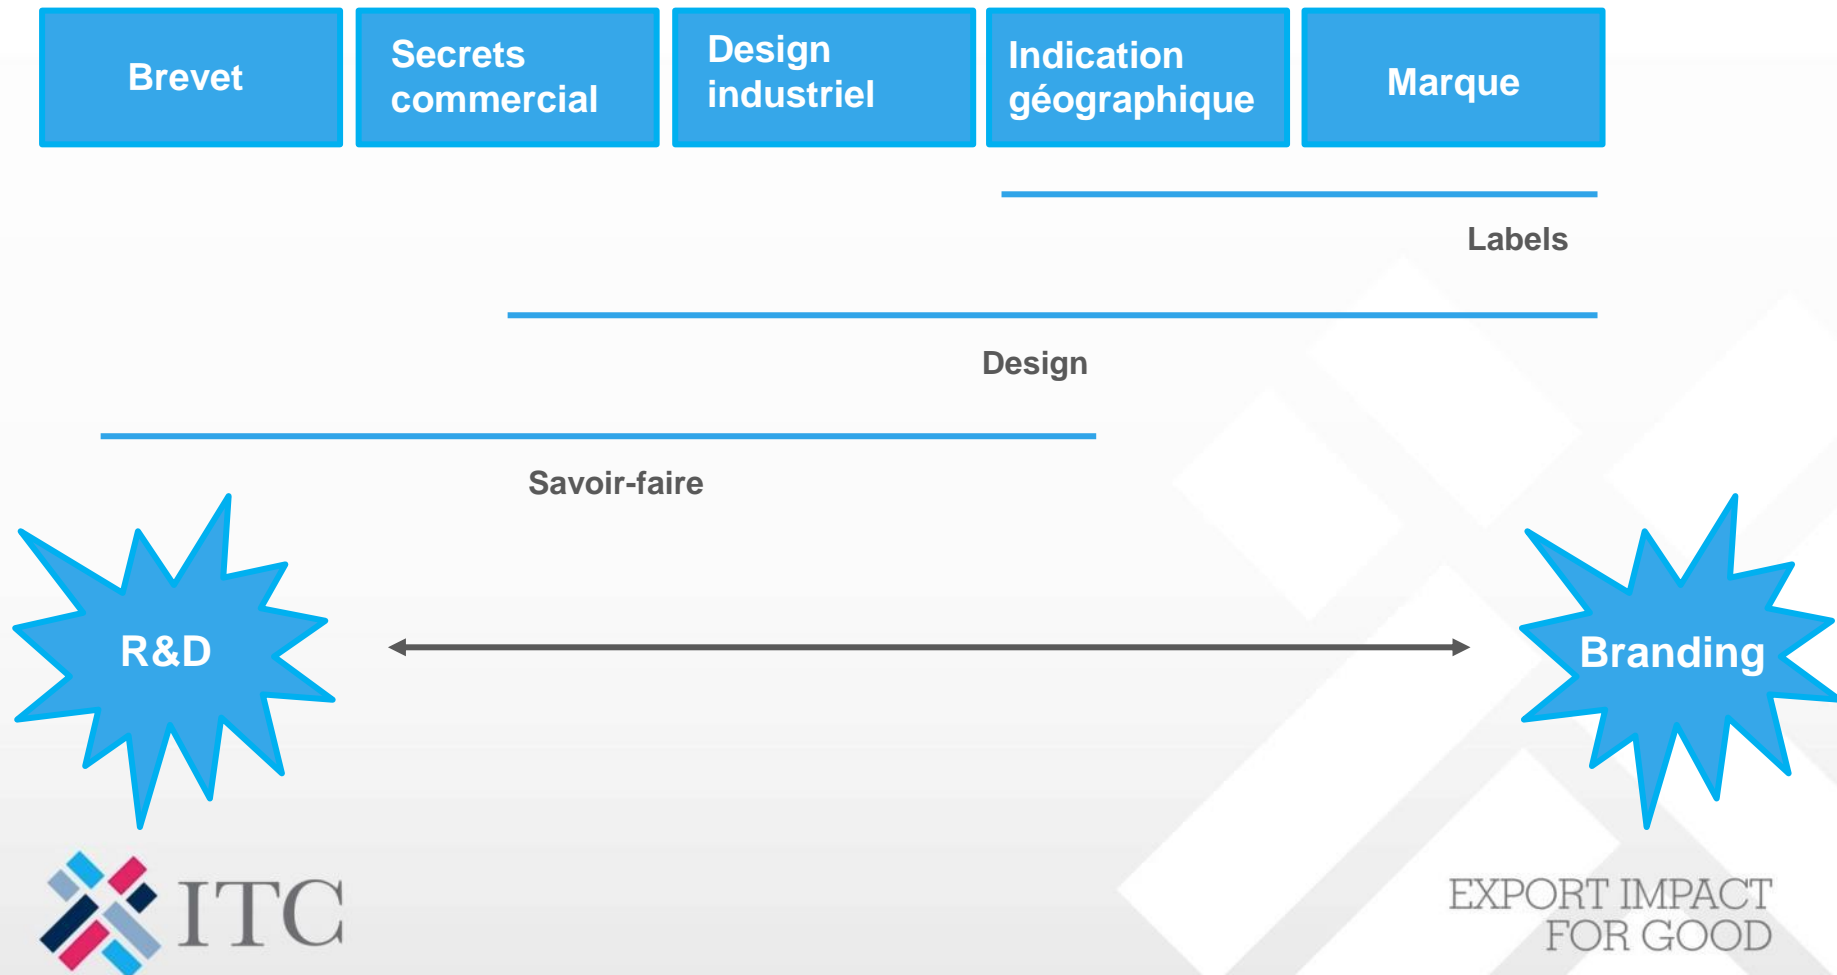 Brevet
Secrets
commercial
Design
industriel
Indication
géographique
Marque
Labels
Design
Savoir-faire
R&D
Branding
ITC
EXPORT IMPACT
FOR GOOD